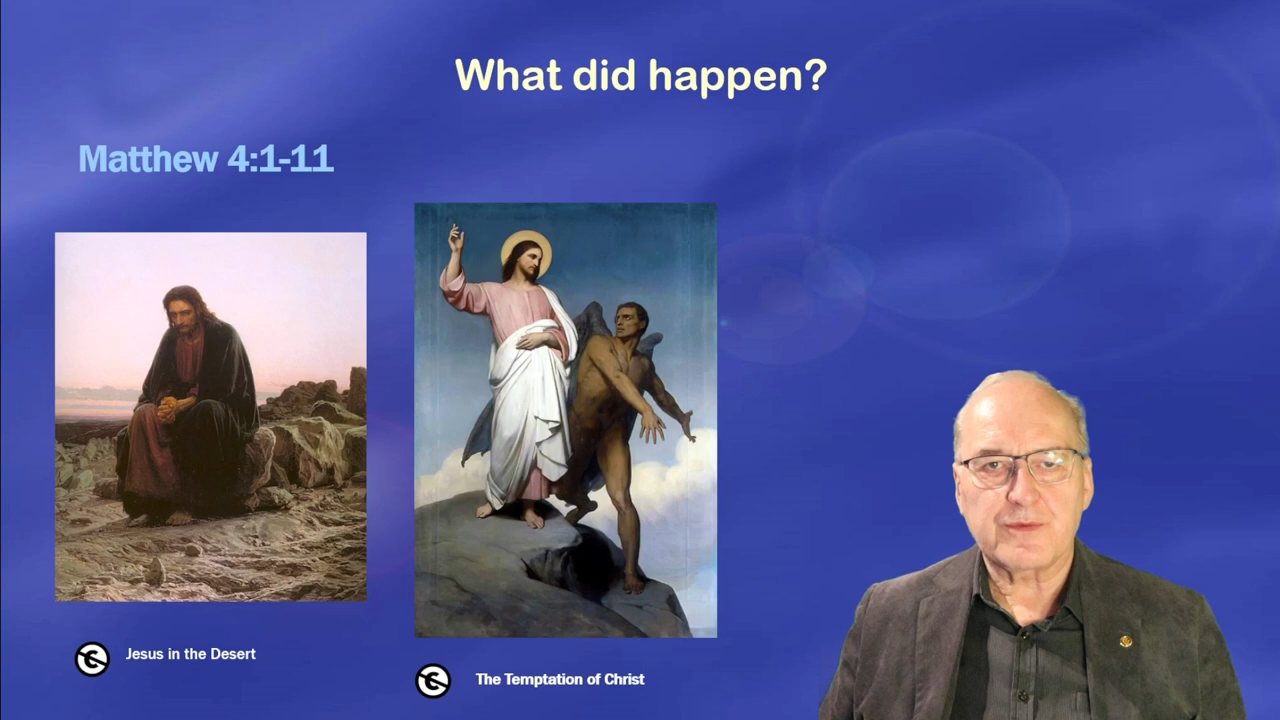 What did happen?
Matthew 4:1-11
Jesus in the Desert
The Temptation of Christ